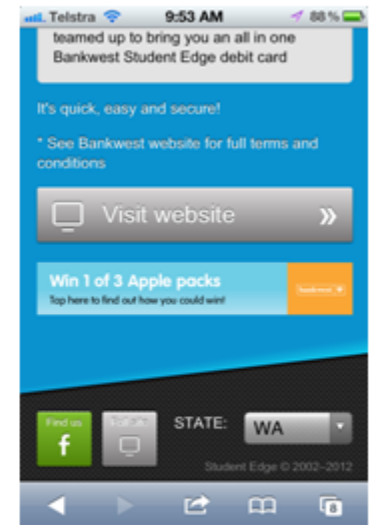 Telstra 9:53 AM 88 %
teamed up to bring you an all in one
Bankwest Student Edge debit card
It's quick, easy and secure!
* See Bankwest website for full terms and
conditions
Visit website »
Win 1 of 3 Apple packs
Tap here to find out how you could win!
bankwest
Find us
f
STATE:
WA
Student Edge © 2002–2012
8